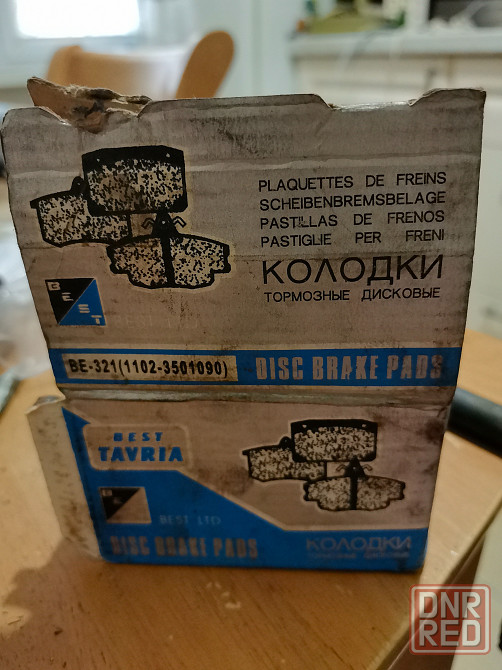 PLAQUETTES DE FREINS
SCHEIBENBREMSBELAGE
PASTILLAS DE FRENOS
PASTIGLIE PER FRENI
КОЛОДКИ
ТОРМОЗНЫЕ ДИСКОВЫЕ
BEST
BE-321(1102-3501090)
DISC BRAKE PADS
BEST
TAVRIA
BEST LTD
DISC BRAKE PADS
КОЛОДКИ
DNR
RED